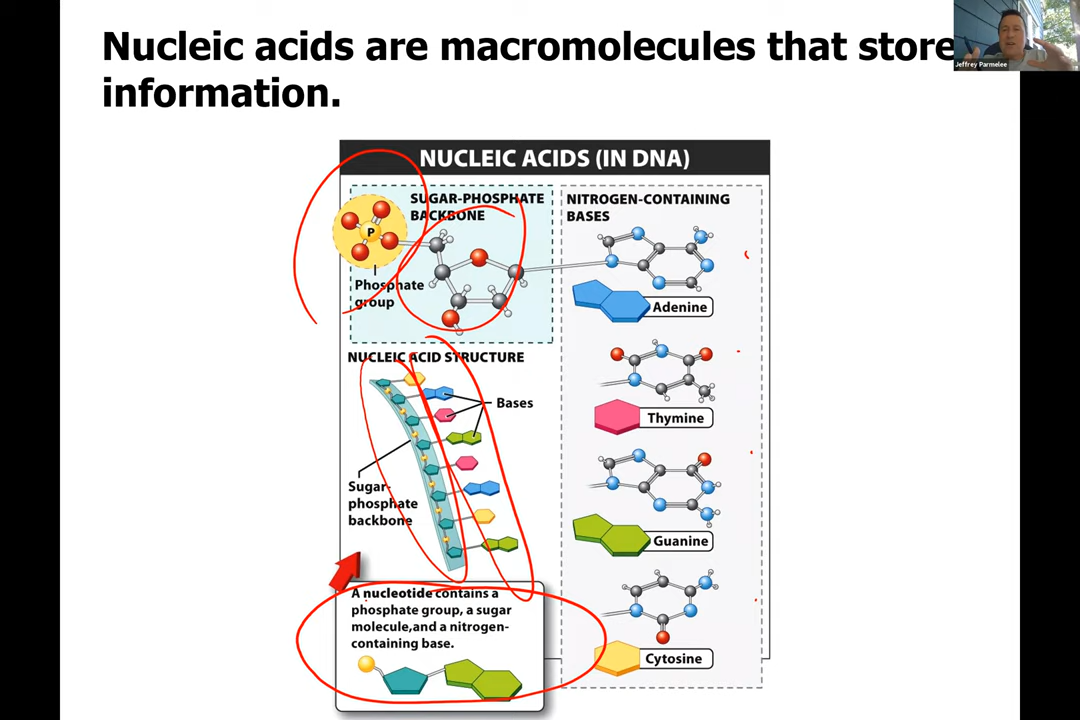 Nucleic acids are macromolecules that store
information.
Jeffrey Parmelee
NUCLEIC ACIDS (IN DNA)
SUGAR-PHOSPHATE
BACKBONE
P
Phosphate
group
NITROGEN-CONTAINING
BASES
Adenine
Thymine
Guanine
Cytosine
NUCLEIC ACID STRUCTURE
Bases
Sugar-
phosphate
backbone
A nucleotide contains a
phosphate group, a sugar
molecule,and a nitrogen-
containing base.